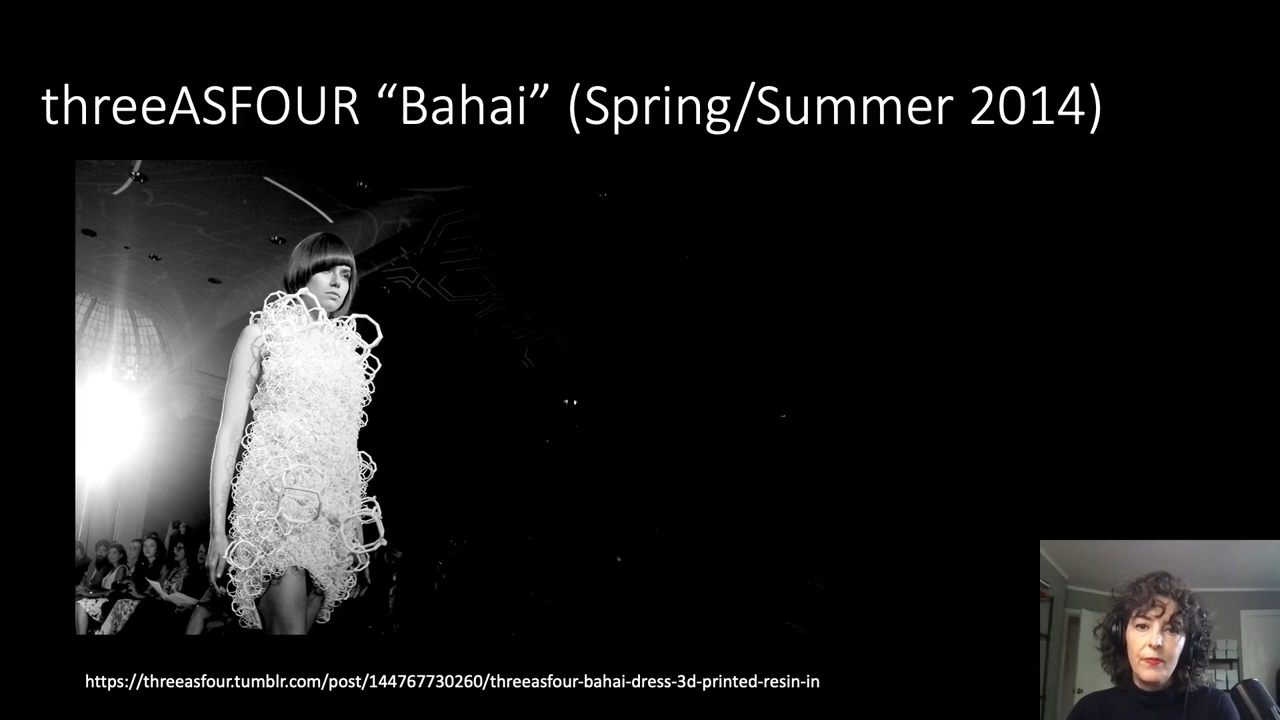 threeASFOUR “Bahai” (Spring/Summer 2014)
https://threeasfour.tumblr.com/post/144767730260/threeasfour-bahai-dress-3d-printed-resin-in